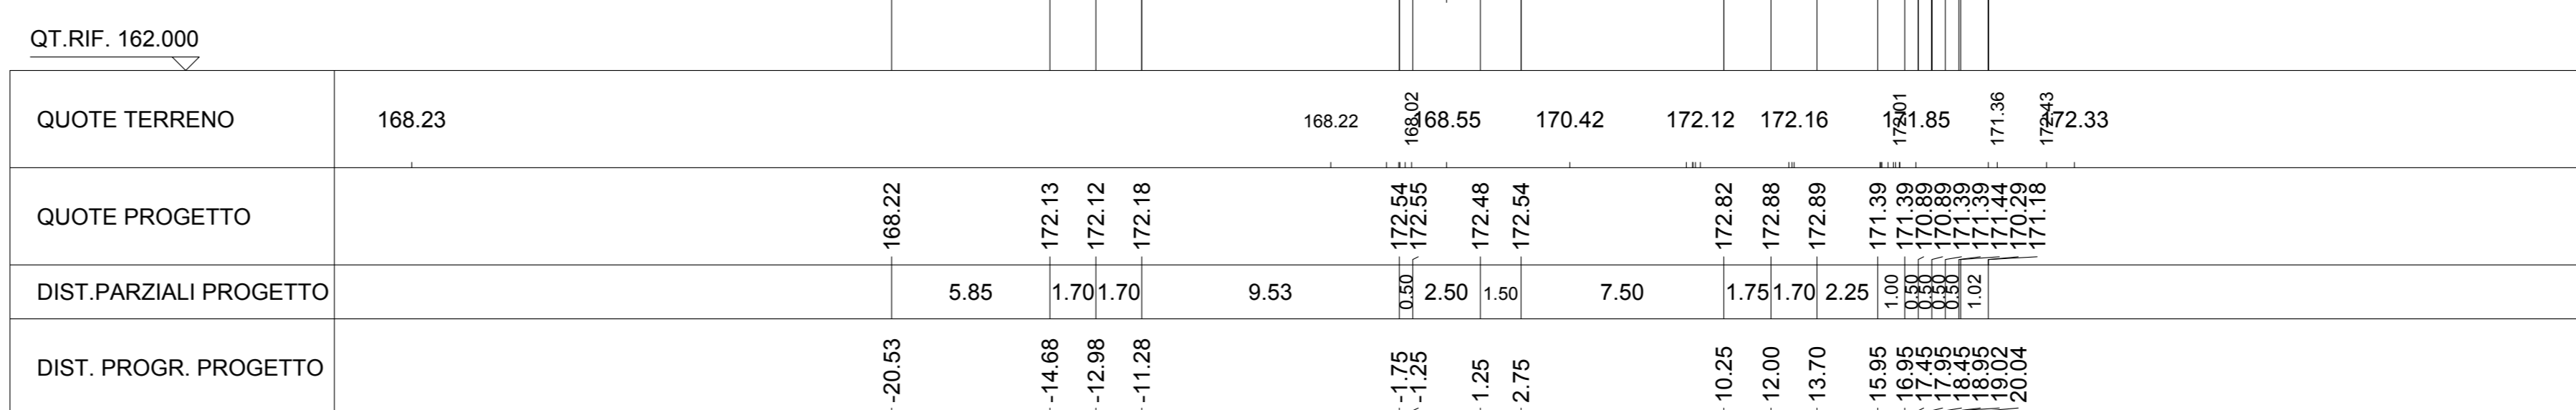 QT.RIF. 162.000
QUOTE TERRENO 168.23 168.22 168.02 168.55 170.42 172.12 172.16 172.01 171.85 171.36 172.43 172.33
QUOTE PROGETTO 168.22 172.13 172.12 172.18 172.54 172.55 172.48 172.54 172.82 172.88 172.89 171.39 171.39 170.89 170.89 171.39 171.39 171.44 170.29 171.18
DIST.PARZIALI PROGETTO 5.85 1.70 1.70 9.53 0.50 2.50 1.50 7.50 1.75 1.70 2.25 1.00 0.50 0.50 0.50 0.50 1.02
DIST. PROGR. PROGETTO -20.53 -14.68 -12.98 -11.28 -1.75 -1.25 1.25 2.75 10.25 12.00 13.70 15.95 16.95 17.45 17.95 18.45 18.95 19.02 20.04